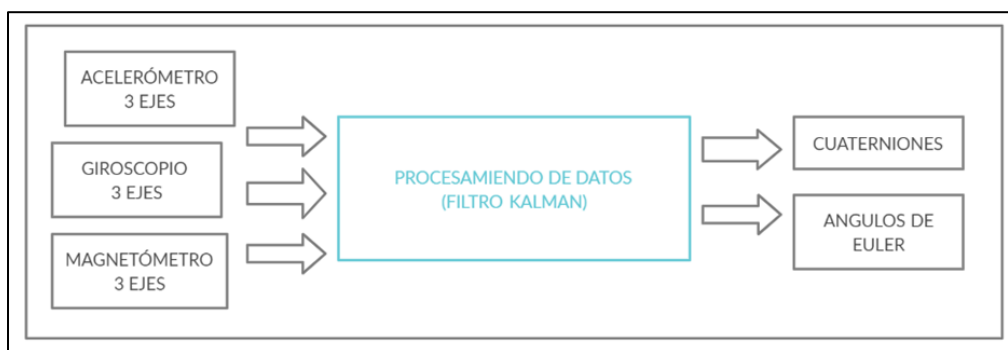 ACELERÓMETRO
3 EJES
GIROSCOPIO
3 EJES
MAGNETÓMETRO
3 EJES
PROCESAMIENDO DE DATOS
(FILTRO KALMAN)
CUATERNIONES
ANGULOS DE
EULER